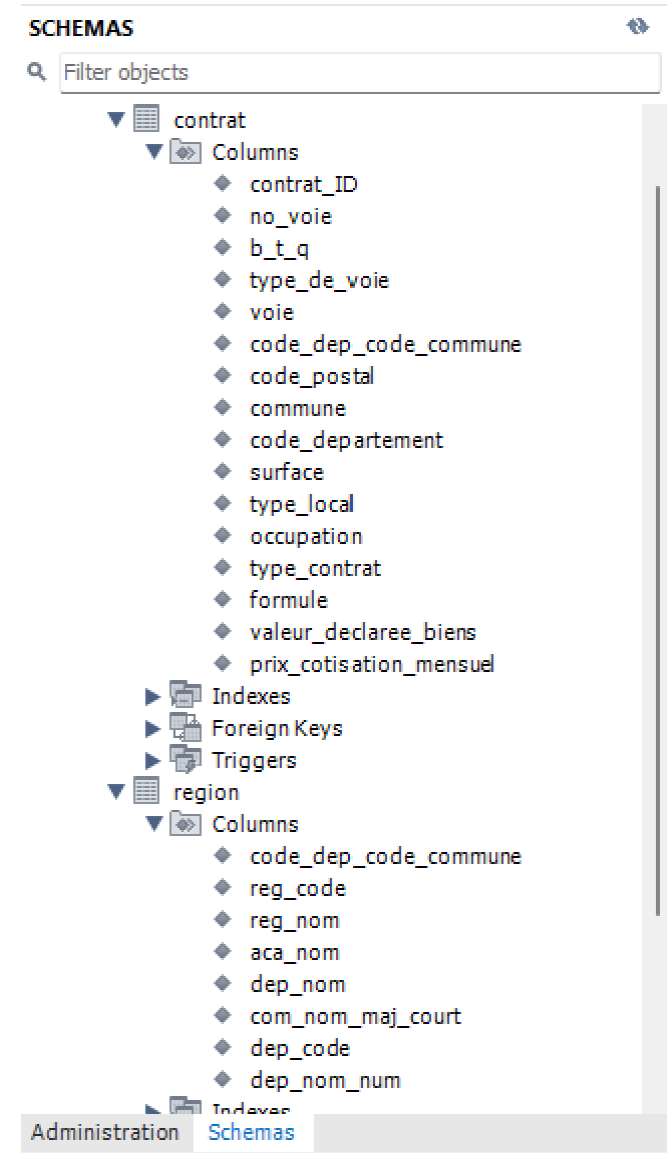 SCHEMAS
Filter objects
contrat
Columns
contrat_ID
no_voie
b_t_q
type_de_voie
voie
code_dep_code_commune
code_postal
commune
code_departement
surface
type_local
occupation
type_contrat
formule
valeur_declaree_biens
prix_cotisation_mensuel
Indexes
Foreign Keys
Triggers
region
Columns
code_dep_code_commune
reg_code
reg_nom
aca_nom
dep_nom
com_nom_maj_court
dep_code
dep_nom_num
Indexes
Administration Schemas